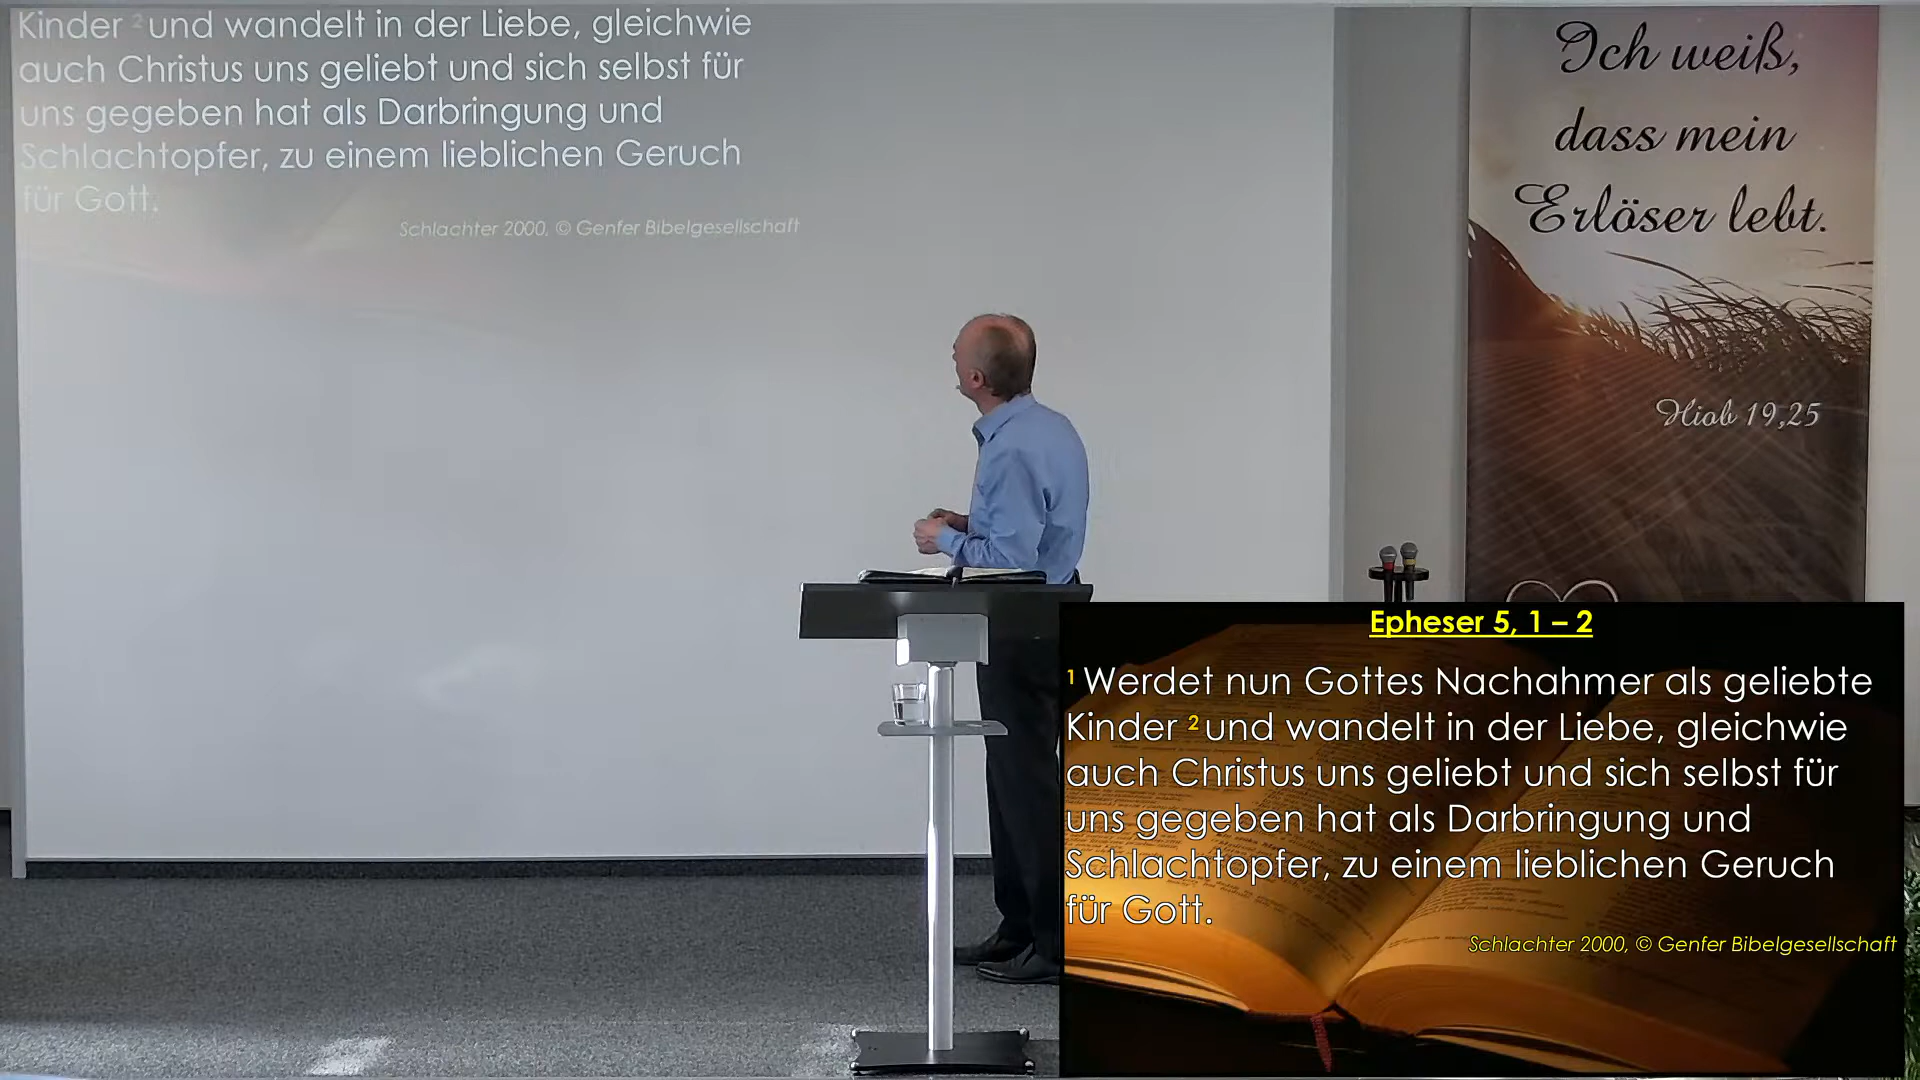 Kinder ² und wandelt in der Liebe, gleichwie
auch Christus uns geliebt und sich selbst für
uns gegeben hat als Darbringung und
Schlachtopfer, zu einem lieblichen Geruch
für Gott.
Schlachter 2000, © Genfer Bibelgesellschaft
Ich weiß,
dass mein
Erlöser lebt.
Hiob 19,25
Epheser 5, 1 – 2
¹ Werdet nun Gottes Nachahmer als geliebte
Kinder ² und wandelt in der Liebe, gleichwie
auch Christus uns geliebt und sich selbst für
uns gegeben hat als Darbringung und
Schlachtopfer, zu einem lieblichen Geruch
für Gott.
Schlachter 2000, © Genfer Bibelgesellschaft